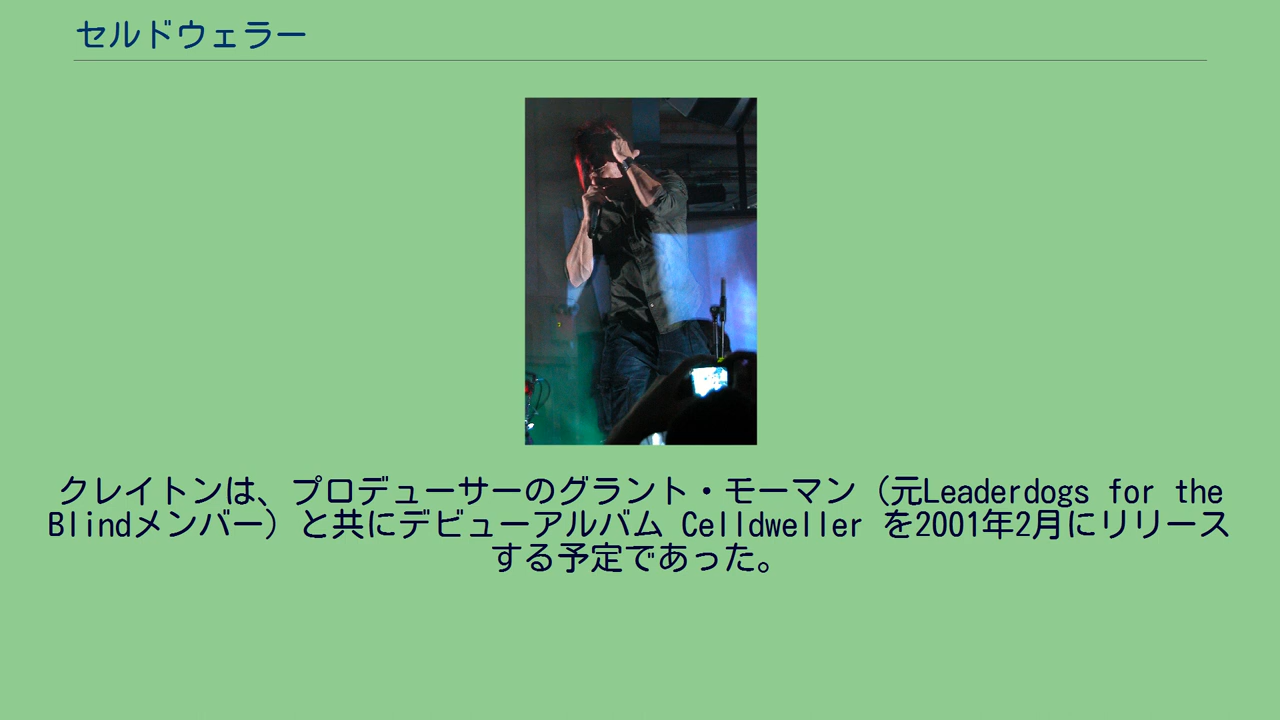 セルドウェラー
クレイトンは、プロデューサーのグラント・モーマン（元Leaderdogs for the
Blindメンバー）と共にデビューアルバム Celldweller を2001年2月にリリース
する予定であった。